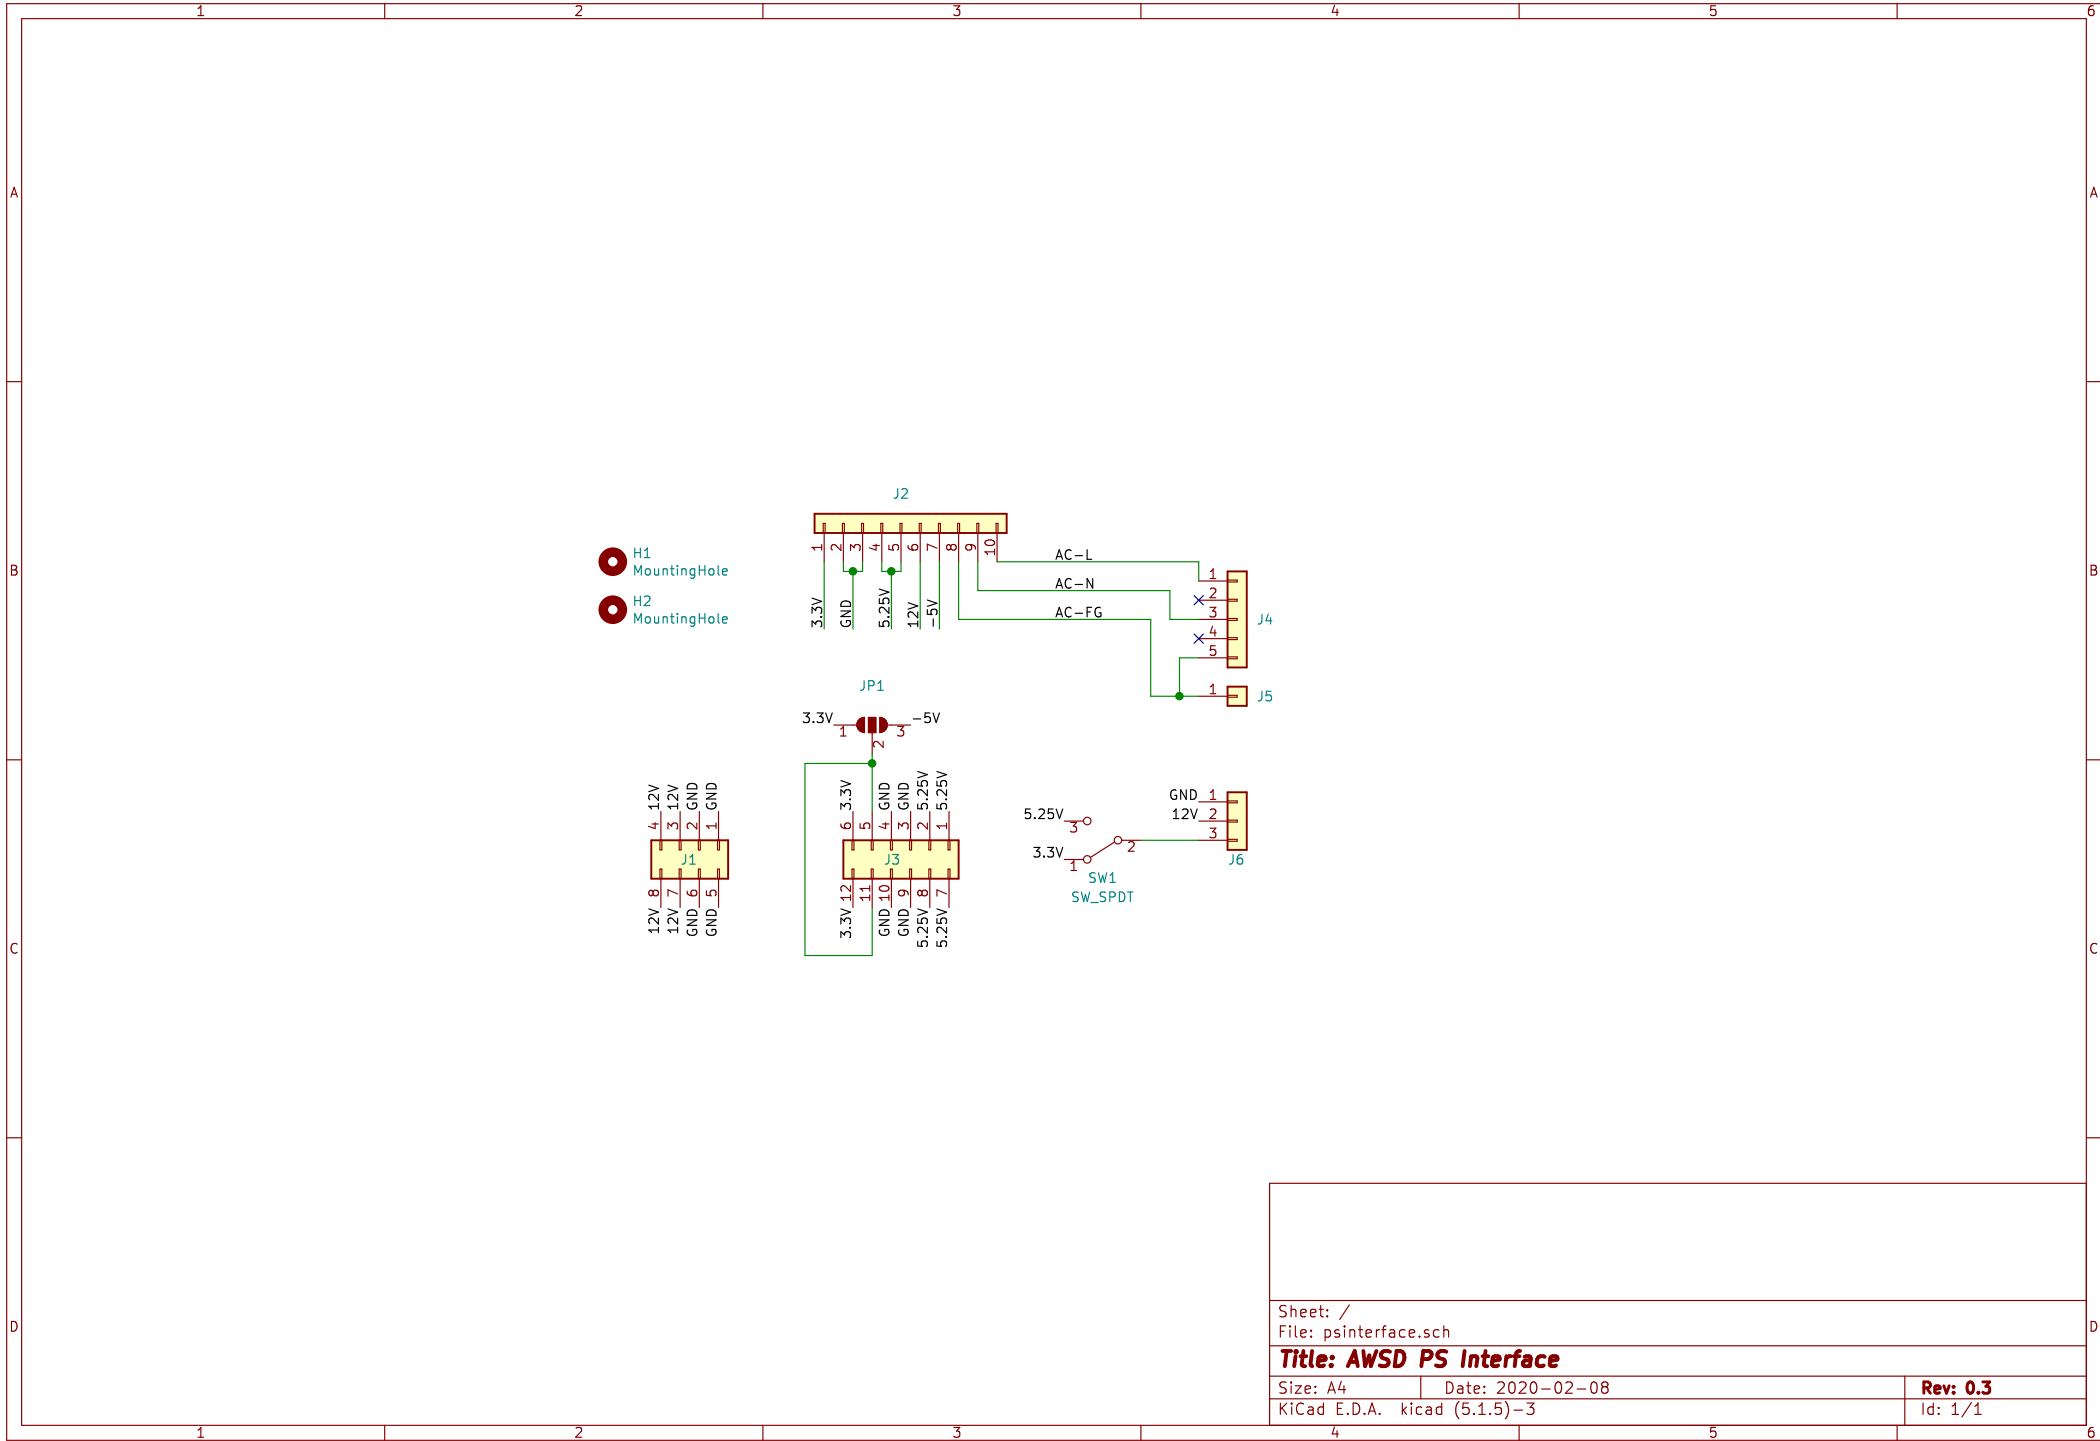 1 2 3 4 5 6
A A
J2
1 2 3 4 5 6 7 8 9 10
AC-L
H1
MountingHole
B B
1
AC-N
2
H2
MountingHole
3.3V GND 5.25V 12V -5V
AC-FG
3
J4
4
5
JP1
1 J5
3.3V -5V
1 3
2
12V 12V GND GND
3.3V GND GND 5.25V 5.25V
4 3 2 1
6 5 4 3 2 1
GND 1
5.25V 12V 2
3
3
2
3.3V
1
J1 J3 J6
SW1
SW_SPDT
8 7 6 5
12 11 10 9 8 7
12V 12V GND GND
3.3V GND GND 5.25V 5.25V
C C
Sheet: /
File: psinterface.sch
D D
Title: AWSD PS Interface
Size: A4 Date: 2020-02-08 Rev: 0.3
KiCad E.D.A. kicad (5.1.5)-3 Id: 1/1
1 2 3 4 5 6